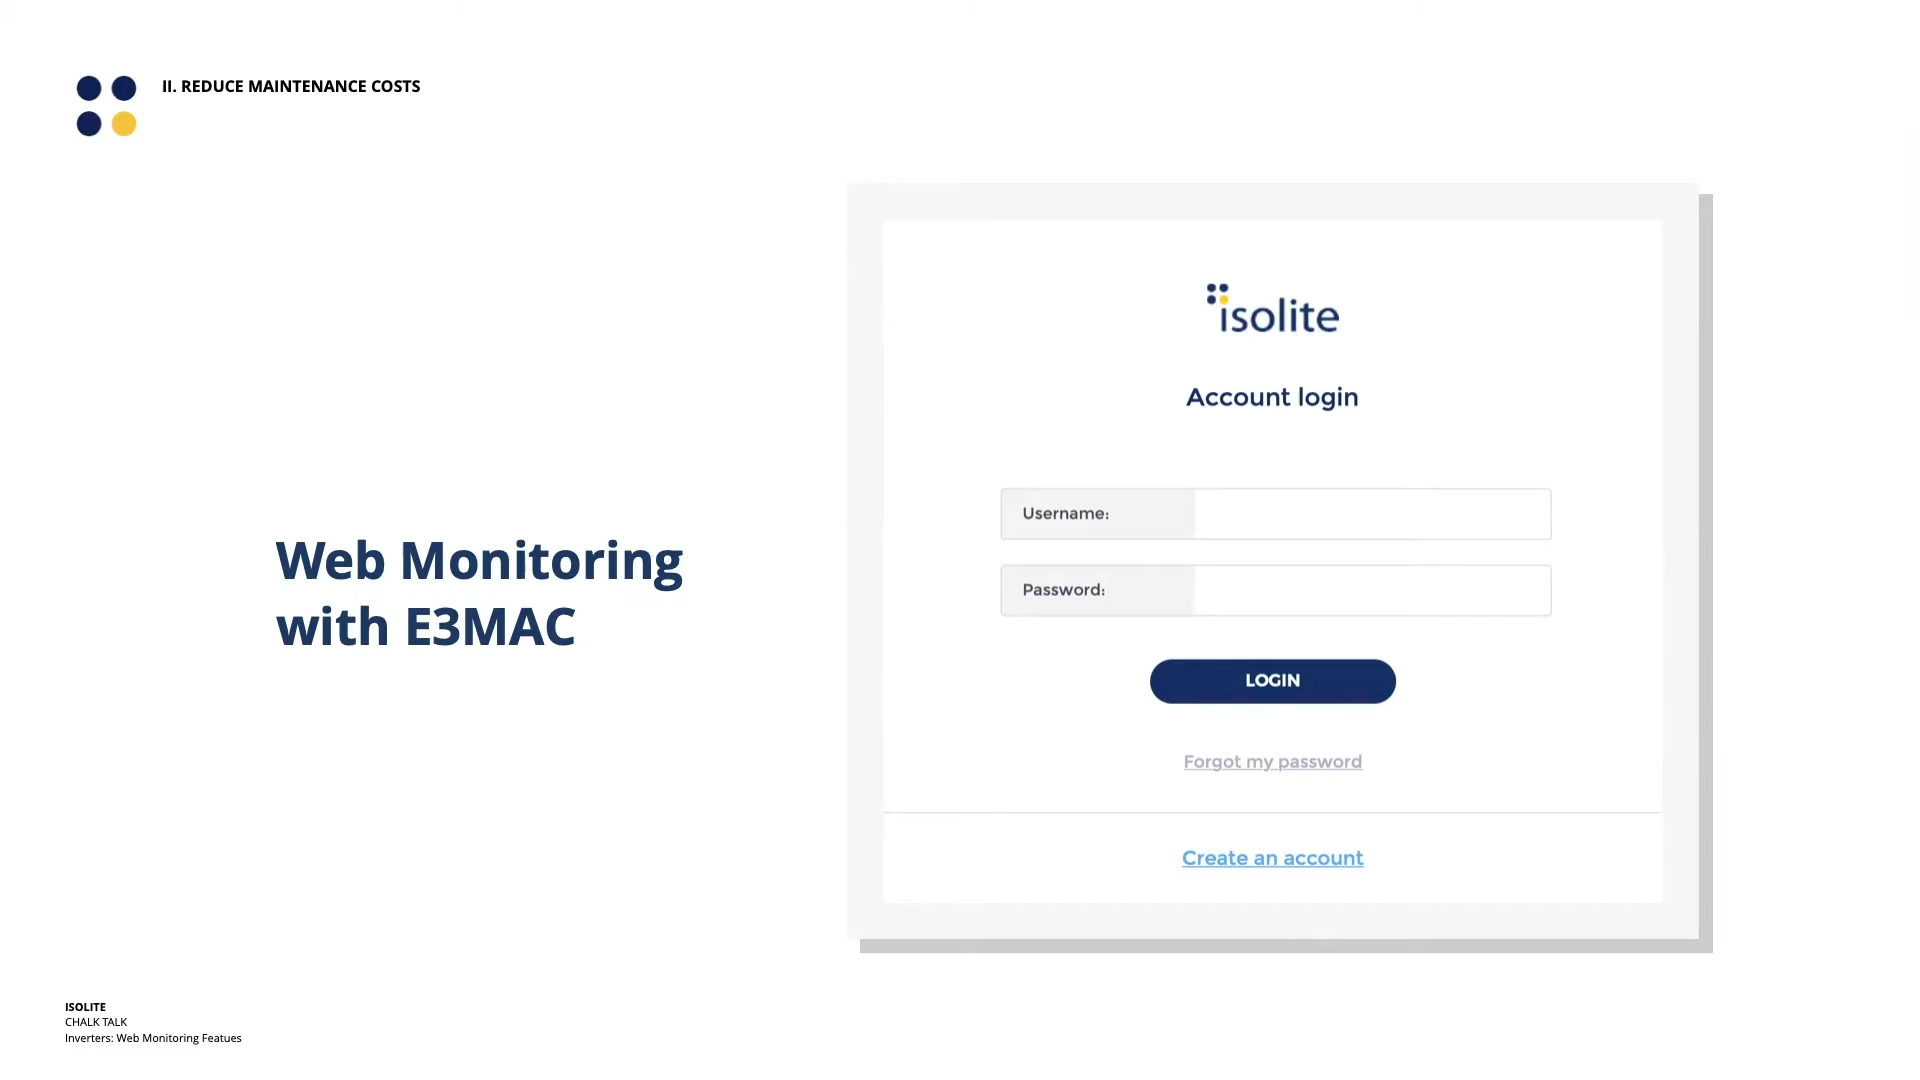 II. REDUCE MAINTENANCE COSTS
Web Monitoring
with E3MAC
isolite
Account login
Username:
Password:
LOGIN
Forgot my password
Create an account
ISOLITE
CHALK TALK
Inverters: Web Monitoring Featues